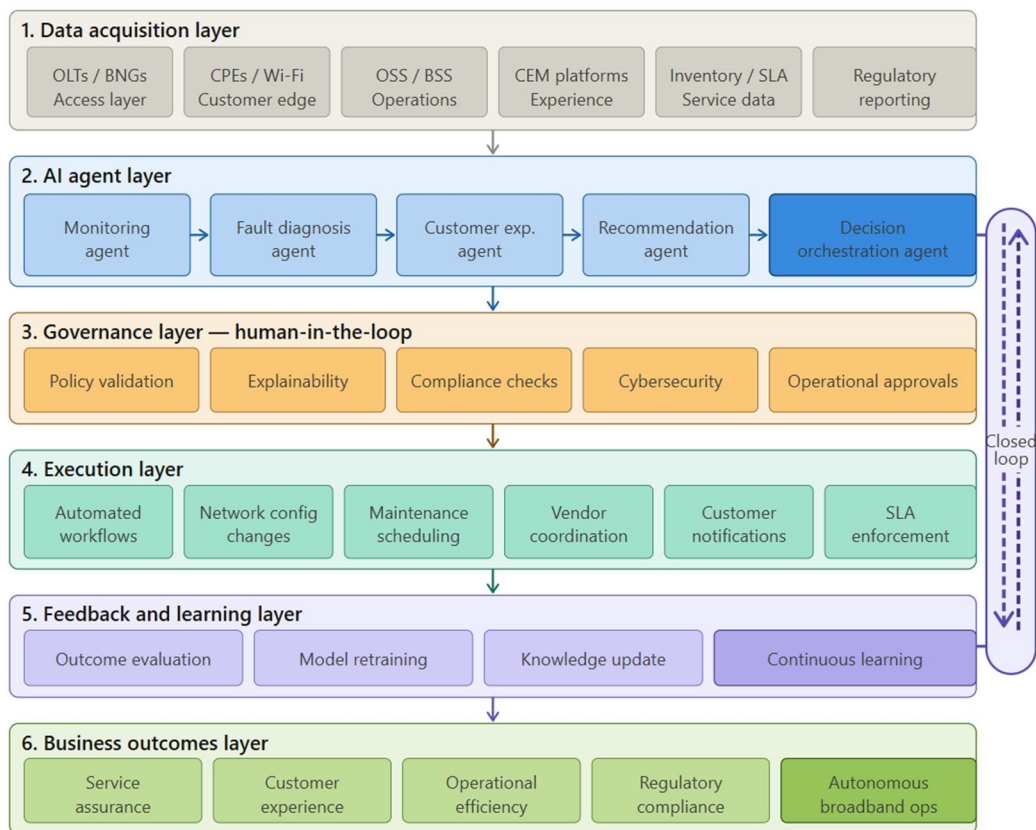 1. Data acquisition layer
OLTs / BNGs
Access layer
CPEs / Wi-Fi
Customer edge
OSS / BSS
Operations
CEM platforms
Experience
Inventory / SLA
Service data
Regulatory
reporting
2. AI agent layer
Monitoring
agent
Fault diagnosis
agent
Customer exp.
agent
Recommendation
agent
Decision
orchestration agent
3. Governance layer — human-in-the-loop
Policy validation
Explainability
Compliance checks
Cybersecurity
Operational approvals
Closed
loop
4. Execution layer
Automated
workflows
Network config
changes
Maintenance
scheduling
Vendor
coordination
Customer
notifications
SLA
enforcement
5. Feedback and learning layer
Outcome evaluation
Model retraining
Knowledge update
Continuous learning
6. Business outcomes layer
Service
assurance
Customer
experience
Operational
efficiency
Regulatory
compliance
Autonomous
broadband ops